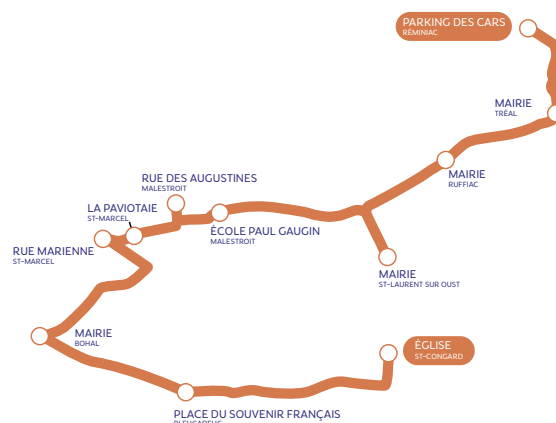 PARKING DES CARS
RÉMINIAC
MAIRIE
TRÉAL
MAIRIE
RUFFIAC
RUE DES AUGUSTINES
MALESTROIT
LA PAVIOTAIE
ST-MARCEL
ÉCOLE PAUL GAUGIN
MALESTROIT
RUE MARIENNE
ST-MARCEL
MAIRIE
ST-LAURENT SUR OUST
MAIRIE
BOHAL
ÉGLISE
ST-CONGARD
PLACE DU SOUVENIR FRANÇAIS